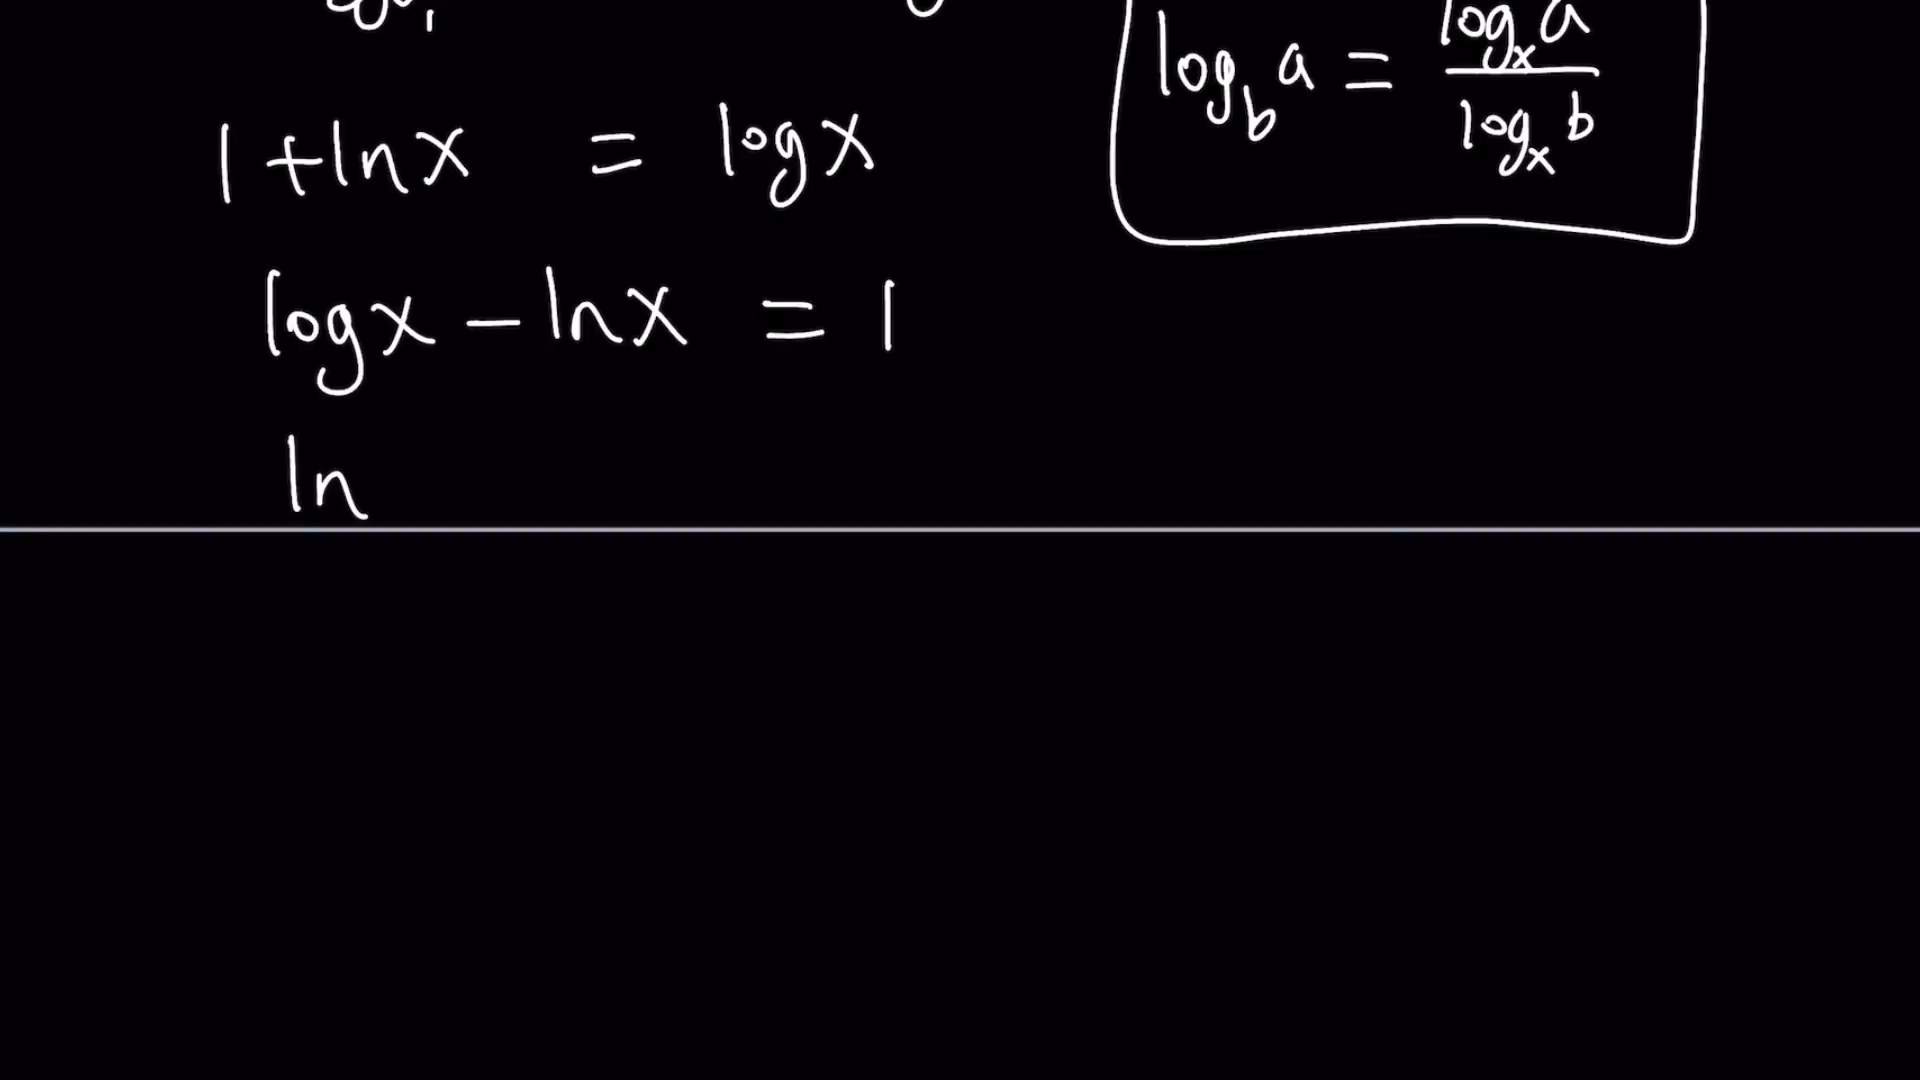 log_b a = log_x a / log_x b
1 + ln x = log x
log x − ln x = 1
ln